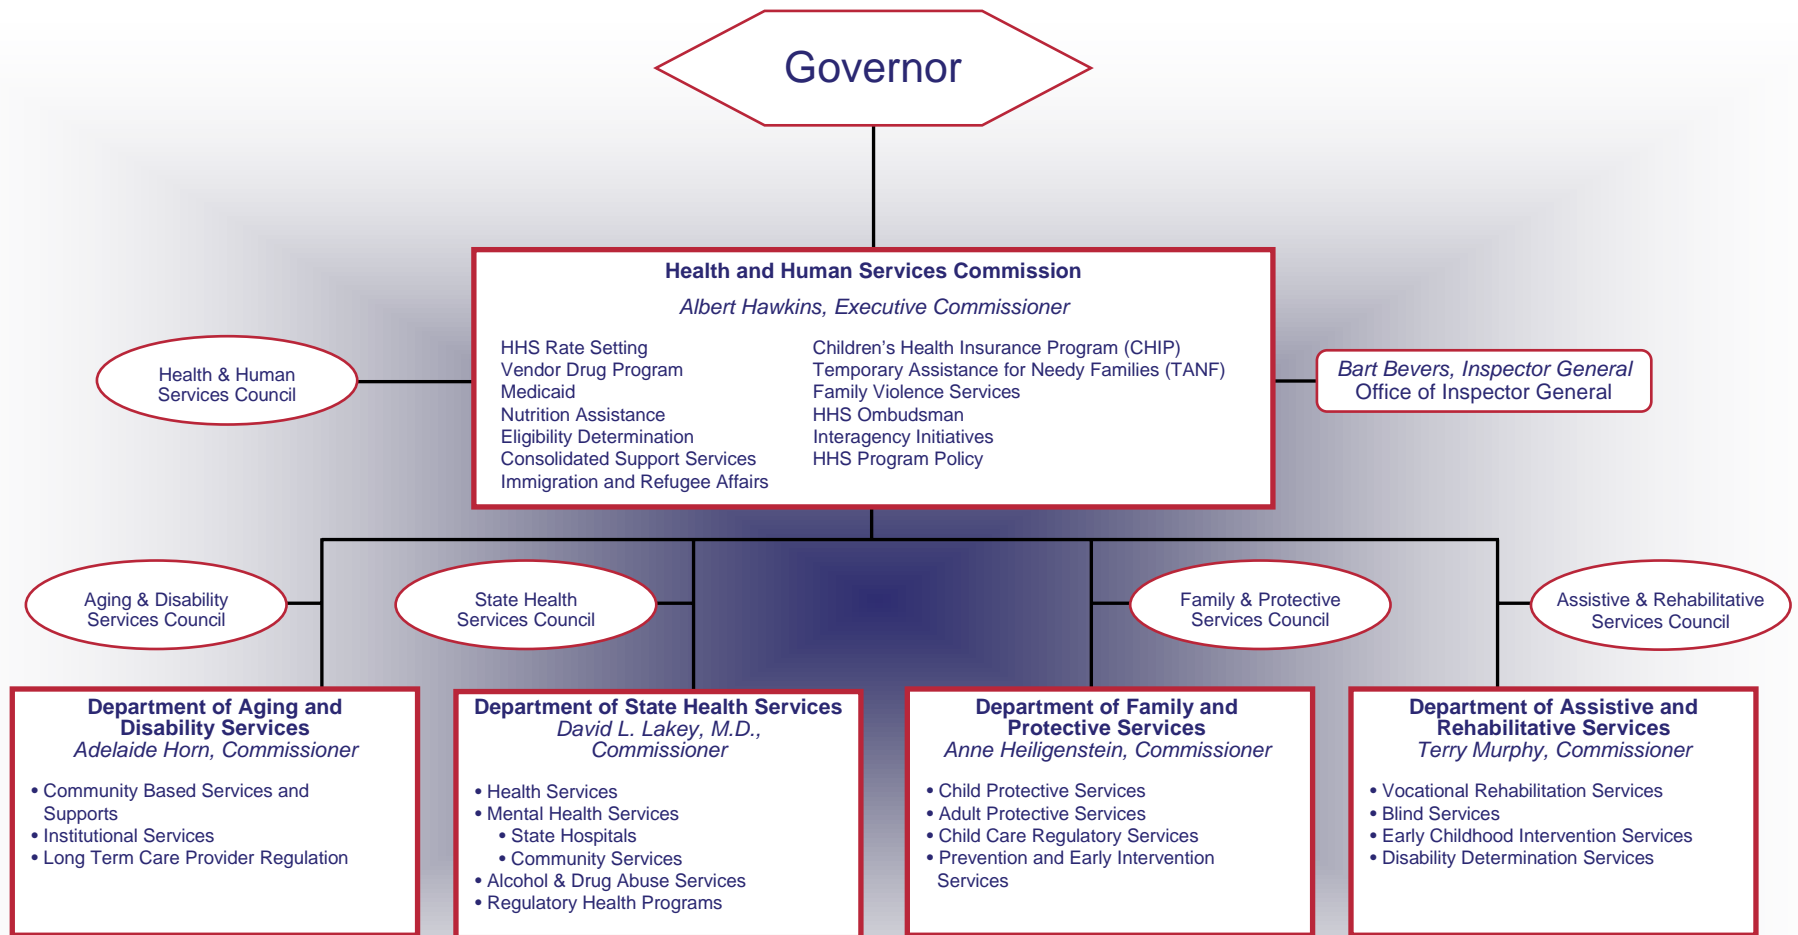 Governor
Health and Human Services Commission
Albert Hawkins, Executive Commissioner
HHS Rate Setting
Vendor Drug Program
Medicaid
Nutrition Assistance
Eligibility Determination
Consolidated Support Services
Immigration and Refugee Affairs
Children's Health Insurance Program (CHIP)
Temporary Assistance for Needy Families (TANF)
Family Violence Services
HHS Ombudsman
Interagency Initiatives
HHS Program Policy
Health & Human
Services Council
Bart Bevers, Inspector General
Office of Inspector General
Aging & Disability
Services Council
State Health
Services Council
Family & Protective
Services Council
Assistive & Rehabilitative
Services Council
Department of Aging and
Disability Services
Adelaide Horn, Commissioner
• Community Based Services and
Supports
• Institutional Services
• Long Term Care Provider Regulation
Department of State Health Services
David L. Lakey, M.D.,
Commissioner
• Health Services
• Mental Health Services
• State Hospitals
• Community Services
• Alcohol & Drug Abuse Services
• Regulatory Health Programs
Department of Family and
Protective Services
Anne Heiligenstein, Commissioner
• Child Protective Services
• Adult Protective Services
• Child Care Regulatory Services
• Prevention and Early Intervention
Services
Department of Assistive and
Rehabilitative Services
Terry Murphy, Commissioner
• Vocational Rehabilitation Services
• Blind Services
• Early Childhood Intervention Services
• Disability Determination Services